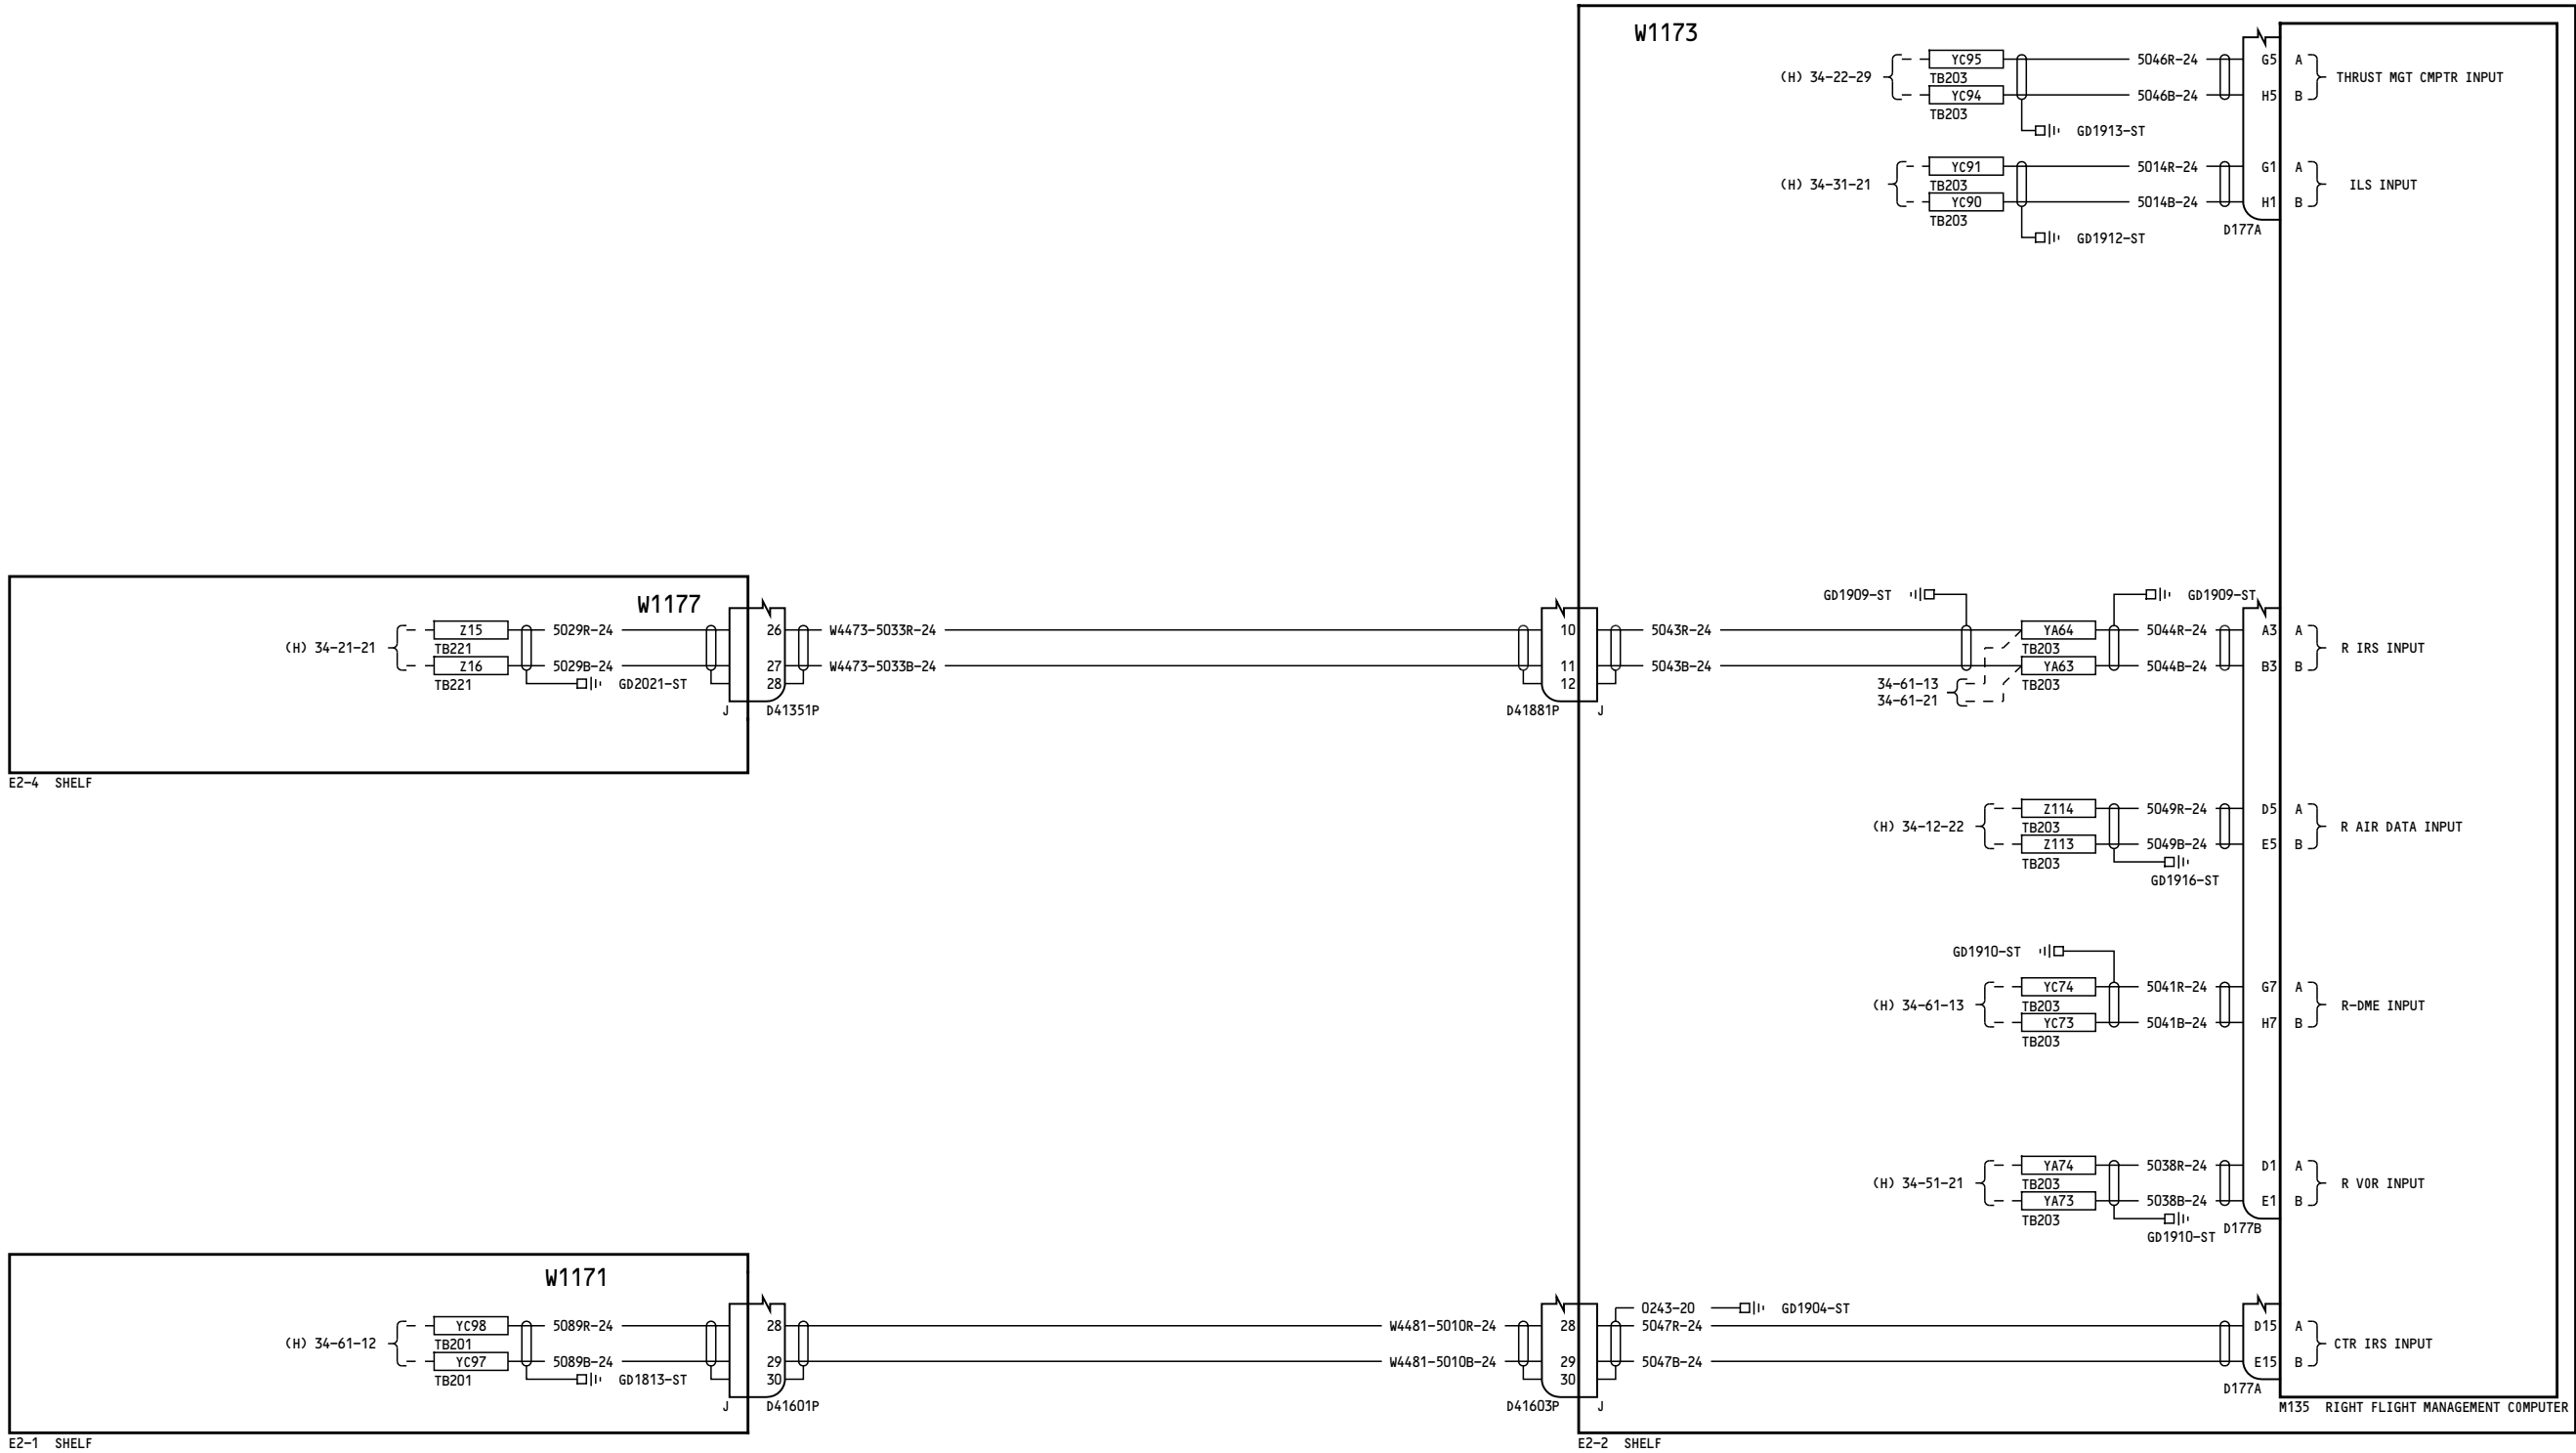 W1173
(H) 34-22-29
YC95
TB203
5046R-24
G5 A
THRUST MGT CMPTR INPUT
YC94
TB203
5046B-24
H5 B
GD1913-ST
(H) 34-31-21
YC91
TB203
5014R-24
G1 A
ILS INPUT
YC90
TB203
5014B-24
H1 B
D177A
GD1912-ST
W1177
(H) 34-21-21
Z15
TB221
5029R-24
26
W4473-5033R-24
10
5043R-24
GD1909-ST
YA64
TB203
GD1909-ST
5044R-24
A3 A
R IRS INPUT
Z16
TB221
5029B-24
27
W4473-5033B-24
11
5043B-24
YA63
TB203
5044B-24
B3 B
GD2021-ST
28
12
34-61-13
34-61-21
J
D41351P
D41881P
J
E2-4 SHELF
(H) 34-12-22
Z114
TB203
5049R-24
D5 A
R AIR DATA INPUT
Z113
TB203
5049B-24
E5 B
GD1916-ST
GD1910-ST
(H) 34-61-13
YC74
TB203
5041R-24
G7 A
R-DME INPUT
YC73
TB203
5041B-24
H7 B
(H) 34-51-21
YA74
TB203
5038R-24
D1 A
R VOR INPUT
YA73
TB203
5038B-24
E1 B
D177B
GD1910-ST
W1171
(H) 34-61-12
YC98
TB201
5089R-24
28
W4481-5010R-24
28
0243-20
GD1904-ST
5047R-24
D15 A
CTR IRS INPUT
YC97
TB201
5089B-24
29
W4481-5010B-24
29
5047B-24
E15 B
GD1813-ST
30
30
D177A
J
D41601P
D41603P
J
M135 RIGHT FLIGHT MANAGEMENT COMPUTER
E2-1 SHELF
E2-2 SHELF